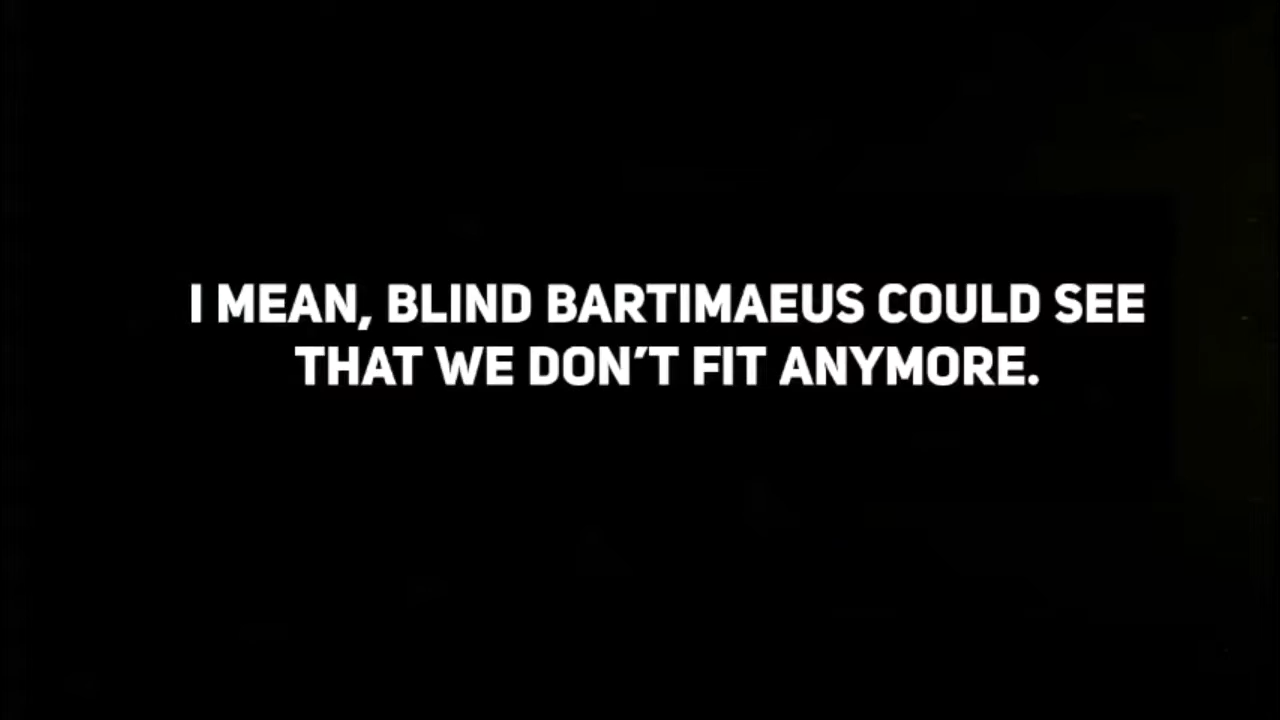 I MEAN, BLIND BARTIMAEUS COULD SEE
THAT WE DON’T FIT ANYMORE.